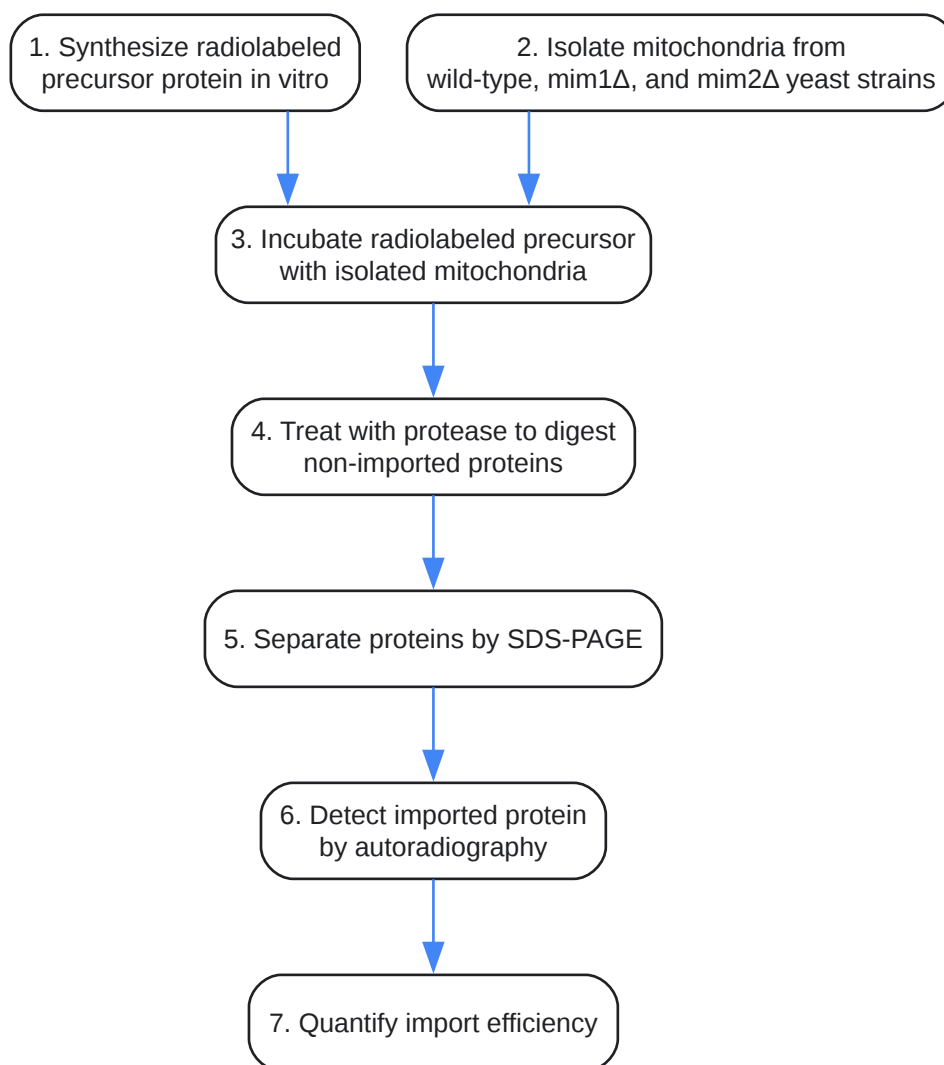 1. Synthesize radiolabeled
precursor protein in vitro
2. Isolate mitochondria from
wild-type, mim1Δ, and mim2Δ yeast strains
3. Incubate radiolabeled precursor
with isolated mitochondria
4. Treat with protease to digest
non-imported proteins
5. Separate proteins by SDS-PAGE
6. Detect imported protein
by autoradiography
7. Quantify import efficiency